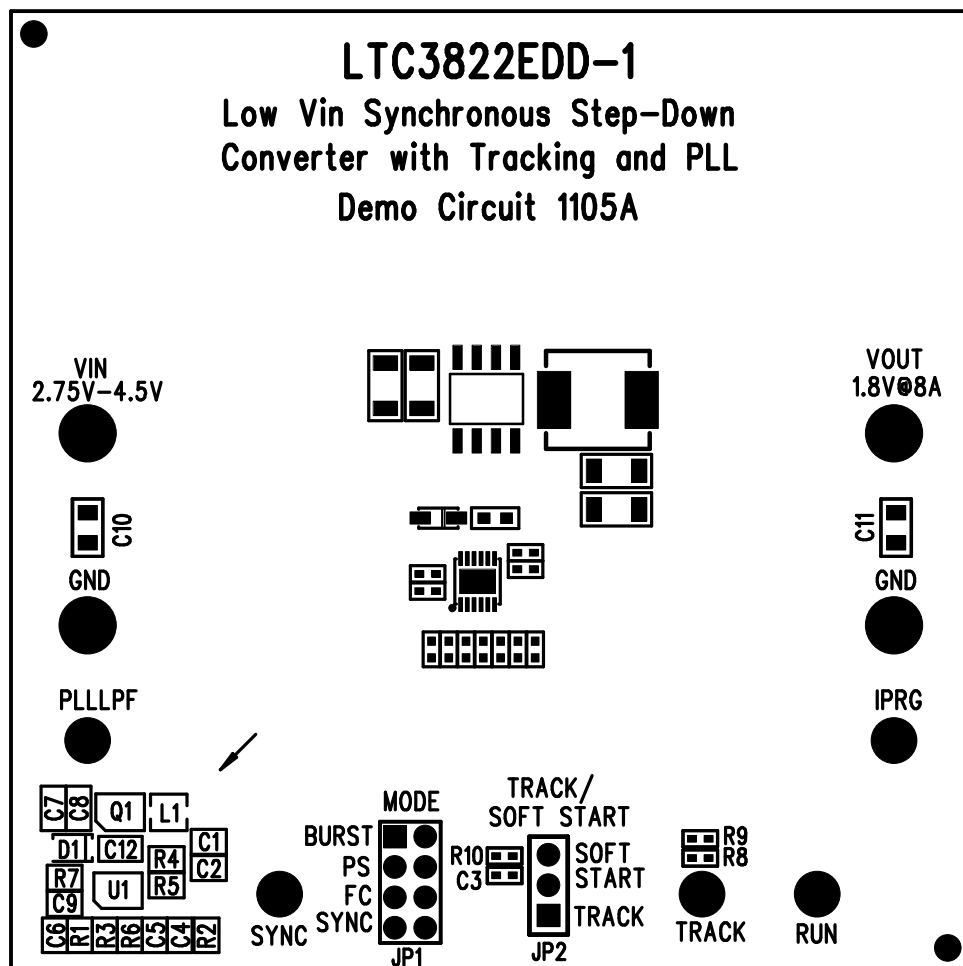 LTC3822EDD-1
Low Vin Synchronous Step-Down
Converter with Tracking and PLL
Demo Circuit 1105A
VIN
2.75V-4.5V
VOUT
1.8V@8A
C10
C11
GND
GND
PLLLPF
IPRG
C7
C8
Q1
L1
D1
C12
C1
C2
R4
R5
R7
C9
U1
C6
R1
R3
R6
C5
C4
R2
SYNC
MODE
BURST
PS
FC
SYNC
JP1
TRACK/
SOFT START
R10
C3
SOFT
START
TRACK
JP2
R9
R8
TRACK
RUN